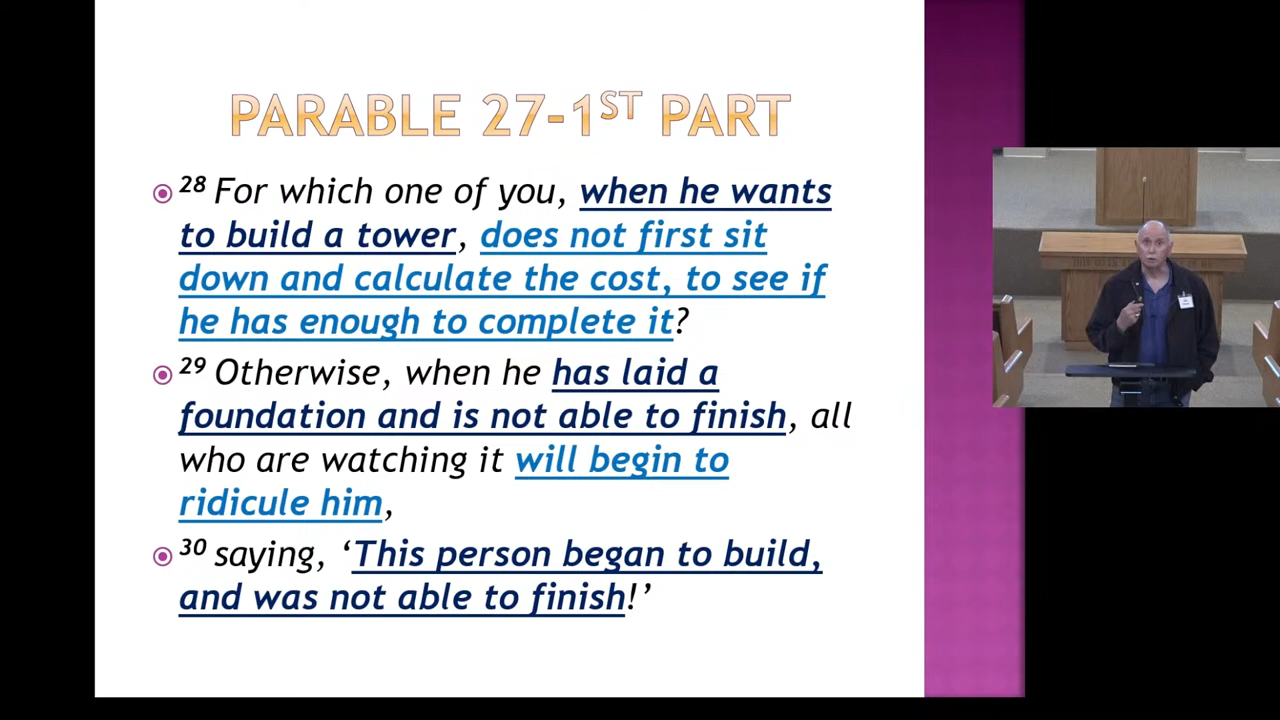 PARABLE 27-1ST PART
28 For which one of you, when he wants
to build a tower, does not first sit
down and calculate the cost, to see if
he has enough to complete it?
29 Otherwise, when he has laid a
foundation and is not able to finish, all
who are watching it will begin to
ridicule him,
30 saying, ‘This person began to build,
and was not able to finish!’